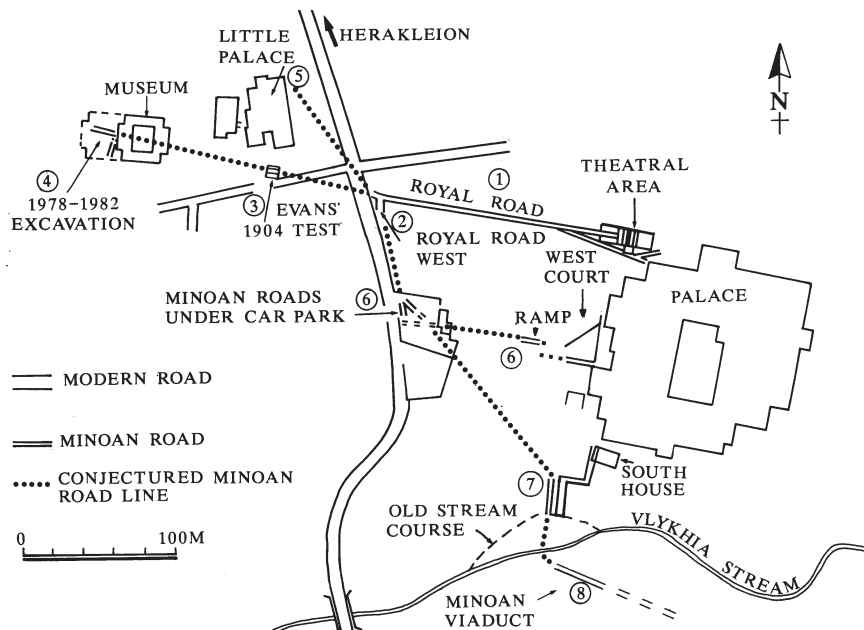 HERAKLEION
LITTLE
PALACE
5
MUSEUM
N
4
1978-1982
EXCAVATION
3
EVANS'
1904 TEST
1
ROYAL ROAD
THEATRAL
AREA
2
ROYAL ROAD
WEST
WEST
COURT
PALACE
MINOAN ROADS
UNDER CAR PARK
6
RAMP
6
MODERN ROAD
MINOAN ROAD
CONJECTURED MINOAN
ROAD LINE
0 100M
7
SOUTH
HOUSE
OLD STREAM
COURSE
VLYKHIA STREAM
MINOAN
VIADUCT
8